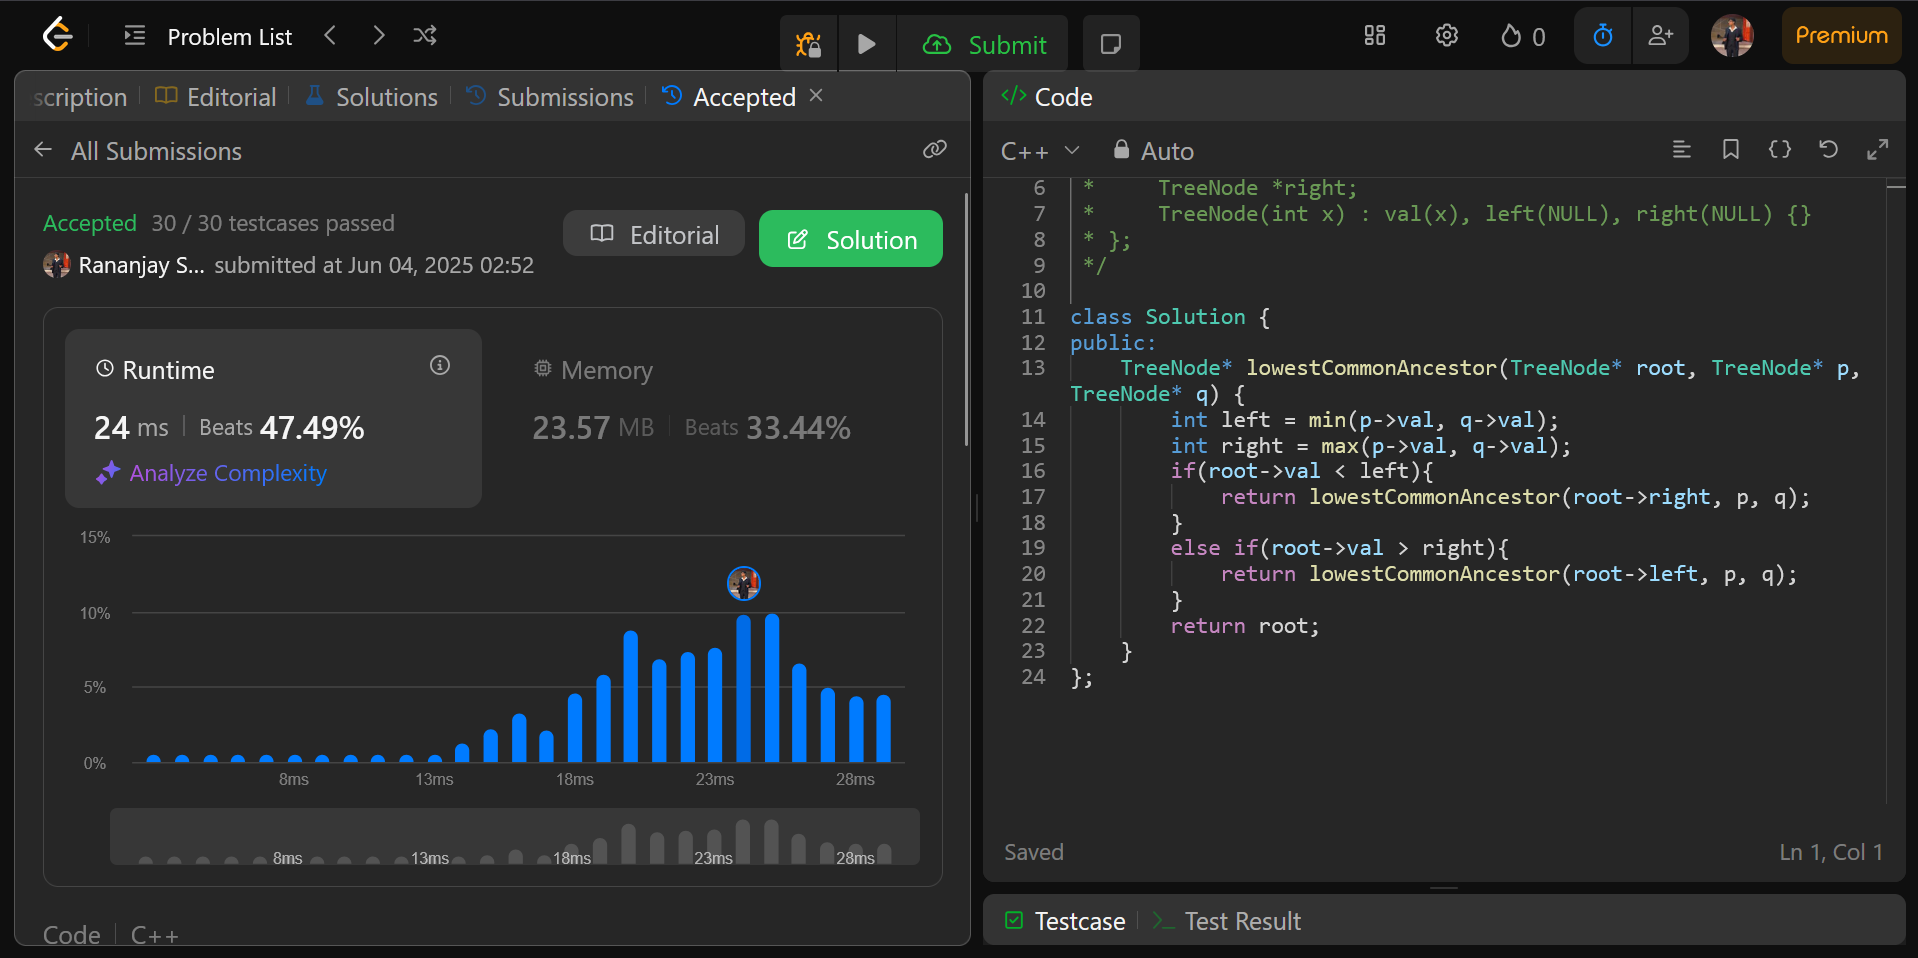 Problem List
Submit
0
Premium
scription
Editorial
Solutions
Submissions
Accepted
All Submissions
Accepted 30 / 30 testcases passed
Rananjay S... submitted at Jun 04, 2025 02:52
Editorial
Solution
Runtime
24 ms Beats 47.49%
Analyze Complexity
Memory
23.57 MB Beats 33.44%
15%
10%
5%
0%
8ms 13ms 18ms 23ms 28ms
8ms 13ms 18ms 23ms 28ms
Code C++
</> Code
C++ Auto
6 *     TreeNode *right;
7 *     TreeNode(int x) : val(x), left(NULL), right(NULL) {}
8 * };
9 */
10
11 class Solution {
12 public:
13     TreeNode* lowestCommonAncestor(TreeNode* root, TreeNode* p,
TreeNode* q) {
14         int left = min(p->val, q->val);
15         int right = max(p->val, q->val);
16         if(root->val < left){
17             return lowestCommonAncestor(root->right, p, q);
18         }
19         else if(root->val > right){
20             return lowestCommonAncestor(root->left, p, q);
21         }
22         return root;
23     }
24 };
Saved
Ln 1, Col 1
Testcase
Test Result